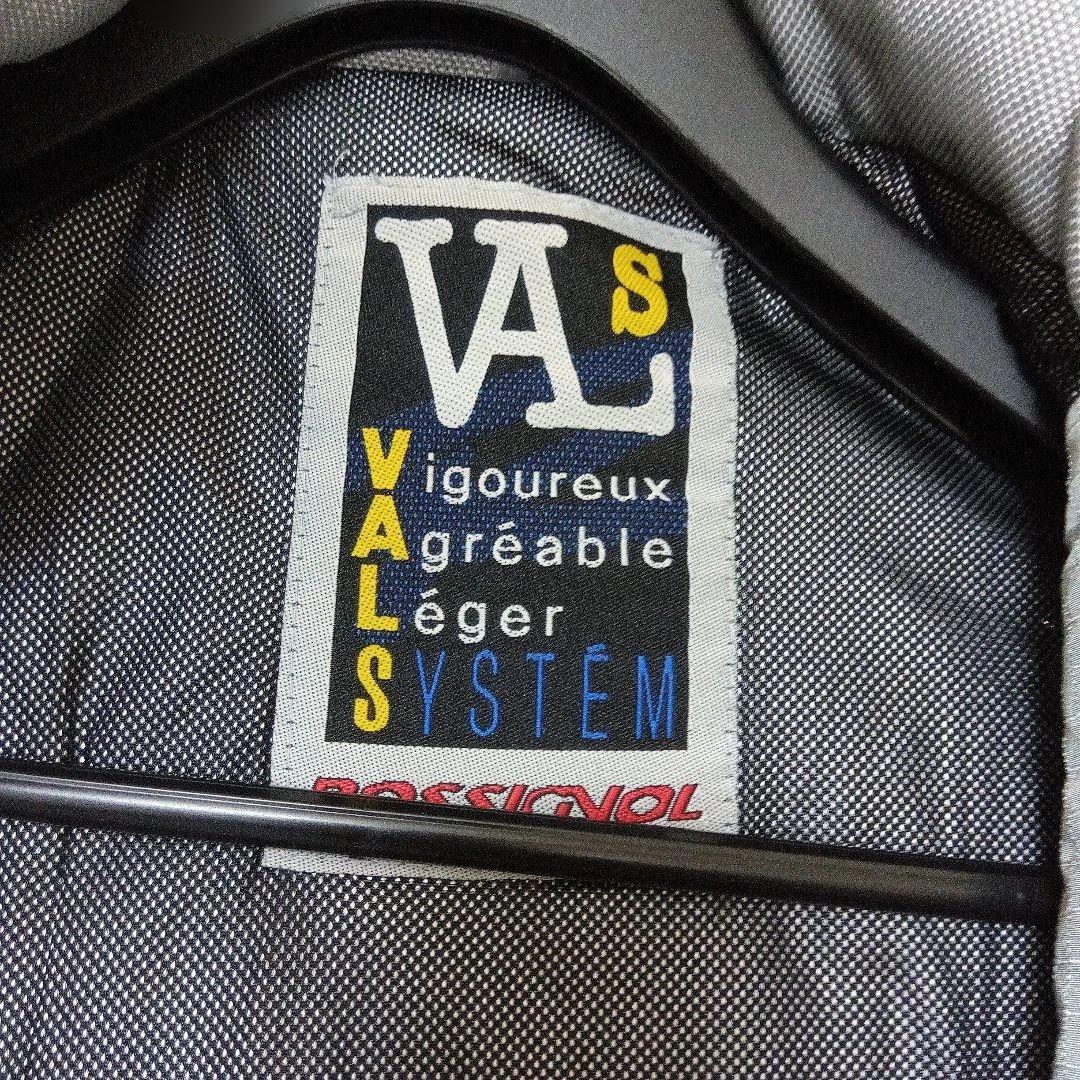 VALS
Vigoureux
Agréable
Léger
SYSTÉM
ROSSIGNOL